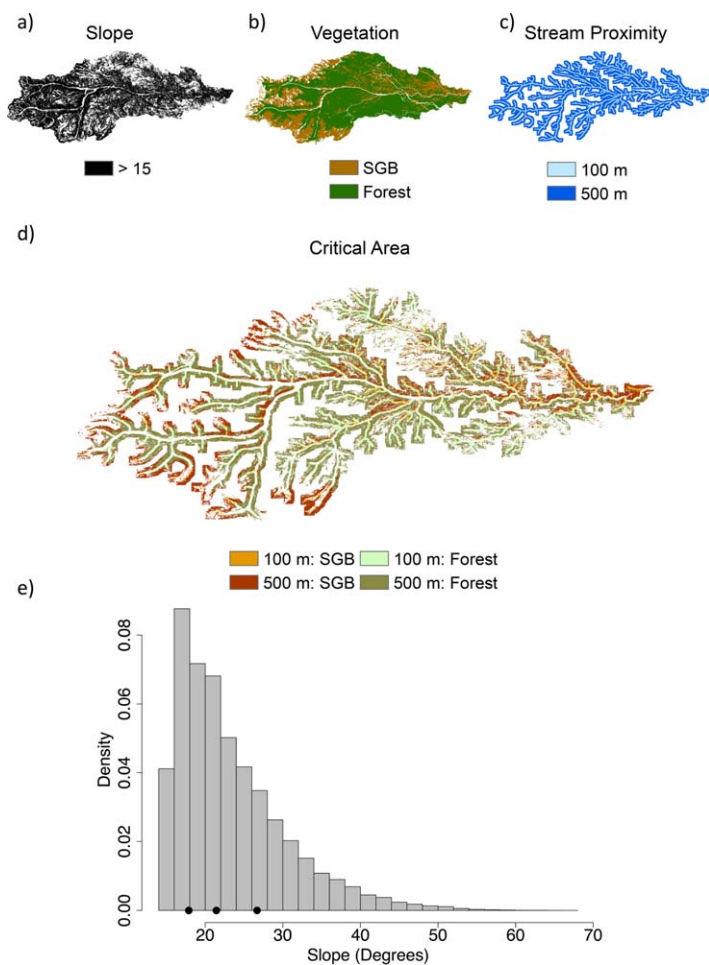 a)
Slope
> 15
b)
Vegetation
SGB
Forest
c)
Stream Proximity
100 m
500 m
d)
Critical Area
100 m: SGB
100 m: Forest
500 m: SGB
500 m: Forest
e)
Density
0.08
0.06
0.04
0.02
0.00
20
30
40
50
60
70
Slope (Degrees)